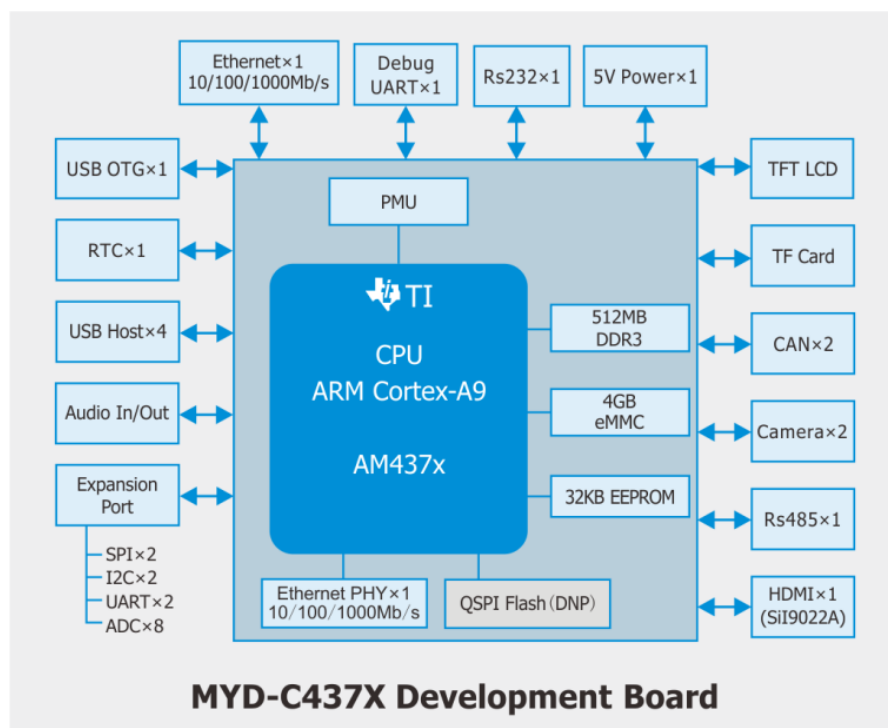 Ethernet×1
10/100/1000Mb/s
Debug
UART×1
Rs232×1
5V Power×1
USB OTG×1
RTC×1
USB Host×4
Audio In/Out
Expansion
Port
SPI×2
I2C×2
UART×2
ADC×8
PMU
TI
CPU
ARM Cortex-A9
AM437x
512MB
DDR3
4GB
eMMC
32KB EEPROM
Ethernet PHY×1
10/100/1000Mb/s
QSPI Flash(DNP)
TFT LCD
TF Card
CAN×2
Camera×2
Rs485×1
HDMI×1
(SiI9022A)
MYD-C437X Development Board